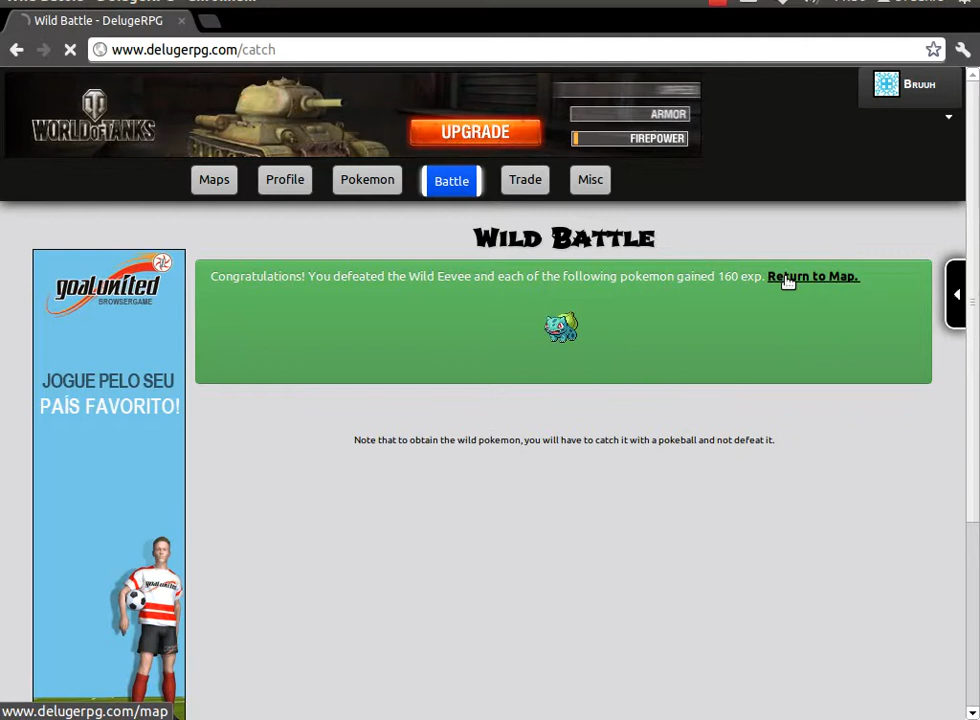 Wild Battle - DelugeRPG
www.delugerpg.com/catch
WORLD OF TANKS
UPGRADE
ARMOR
FIREPOWER
BRUUH
Maps
Profile
Pokemon
Battle
Trade
Misc
WILD BATTLE
Congratulations! You defeated the Wild Eevee and each of the following pokemon gained 160 exp. Return to Map.
goalunited
BROWSERGAME
JOGUE PELO SEU
PAÍS FAVORITO!
Note that to obtain the wild pokemon, you will have to catch it with a pokeball and not defeat it.
goalunited
www.delugerpg.com/map